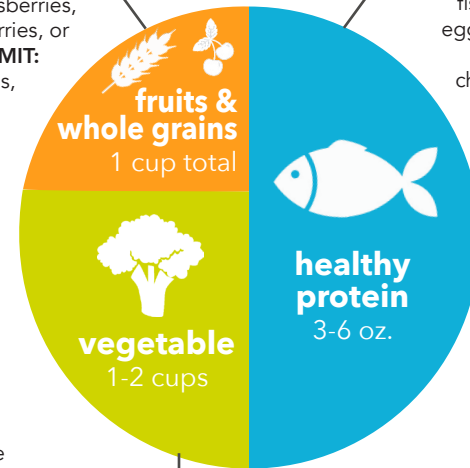 sberries,
rries, or
MIT:
s,
fruits &
whole grains
1 cup total
vegetable
1-2 cups
healthy
protein
3-6 oz.
fis
egg
ch
e